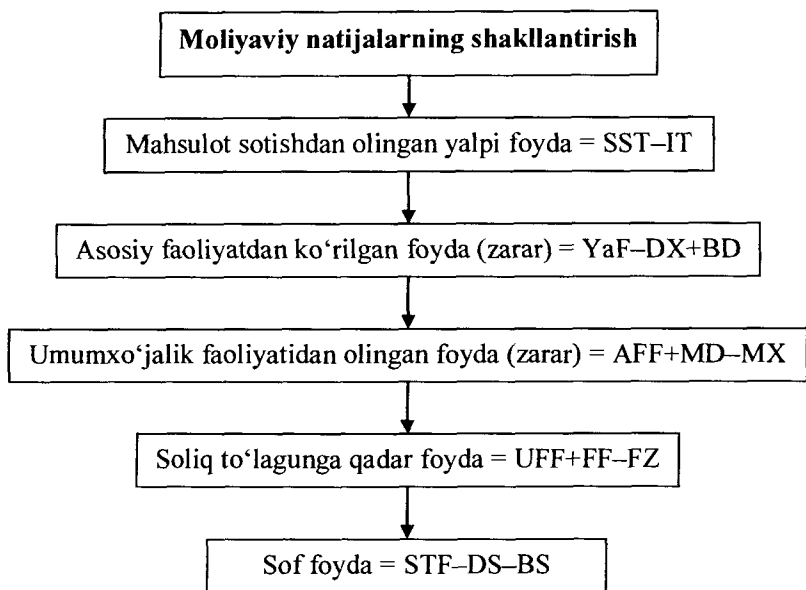 Moliyaviy natijalarning shakllantirish
Mahsulot sotishdan olingan yalpi foyda = SST–IT
Asosiy faoliyatdan ko‘rilgan foyda (zarar) = YaF–DX+BD
Umumxo‘jalik faoliyatidan olingan foyda (zarar) = AFF+MD–MX
Soliq to‘lagunga qadar foyda = UFF+FF–FZ
Sof foyda = STF–DS–BS